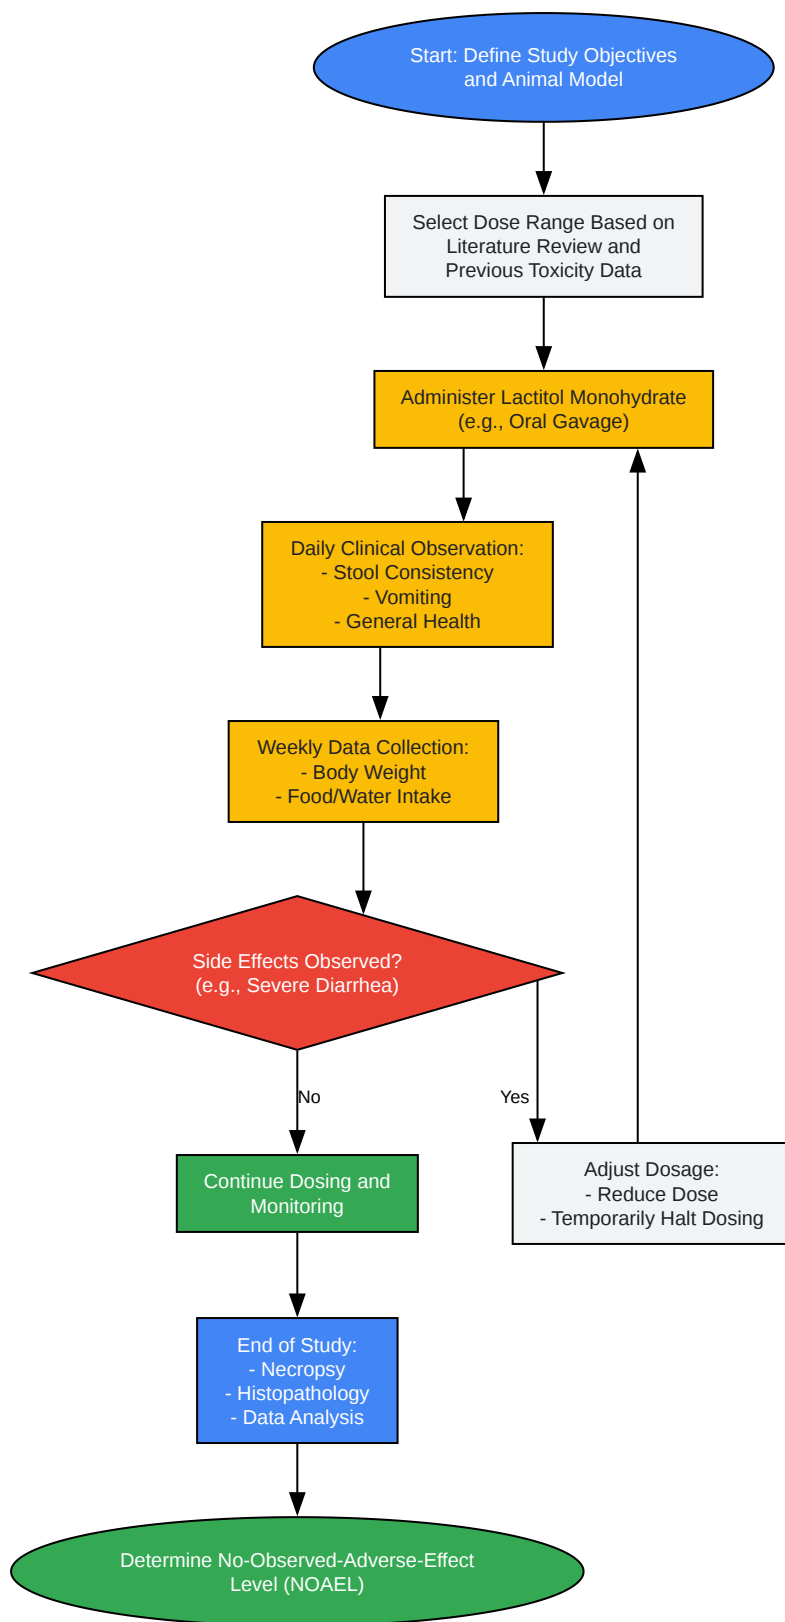 Start: Define Study Objectives
and Animal Model
Select Dose Range Based on
Literature Review and
Previous Toxicity Data
Administer Lactitol Monohydrate
(e.g., Oral Gavage)
Daily Clinical Observation:
- Stool Consistency
- Vomiting
- General Health
Weekly Data Collection:
- Body Weight
- Food/Water Intake
Side Effects Observed?
(e.g., Severe Diarrhea)
No
Yes
Continue Dosing and
Monitoring
Adjust Dosage:
- Reduce Dose
- Temporarily Halt Dosing
End of Study:
- Necropsy
- Histopathology
- Data Analysis
Determine No-Observed-Adverse-Effect
Level (NOAEL)